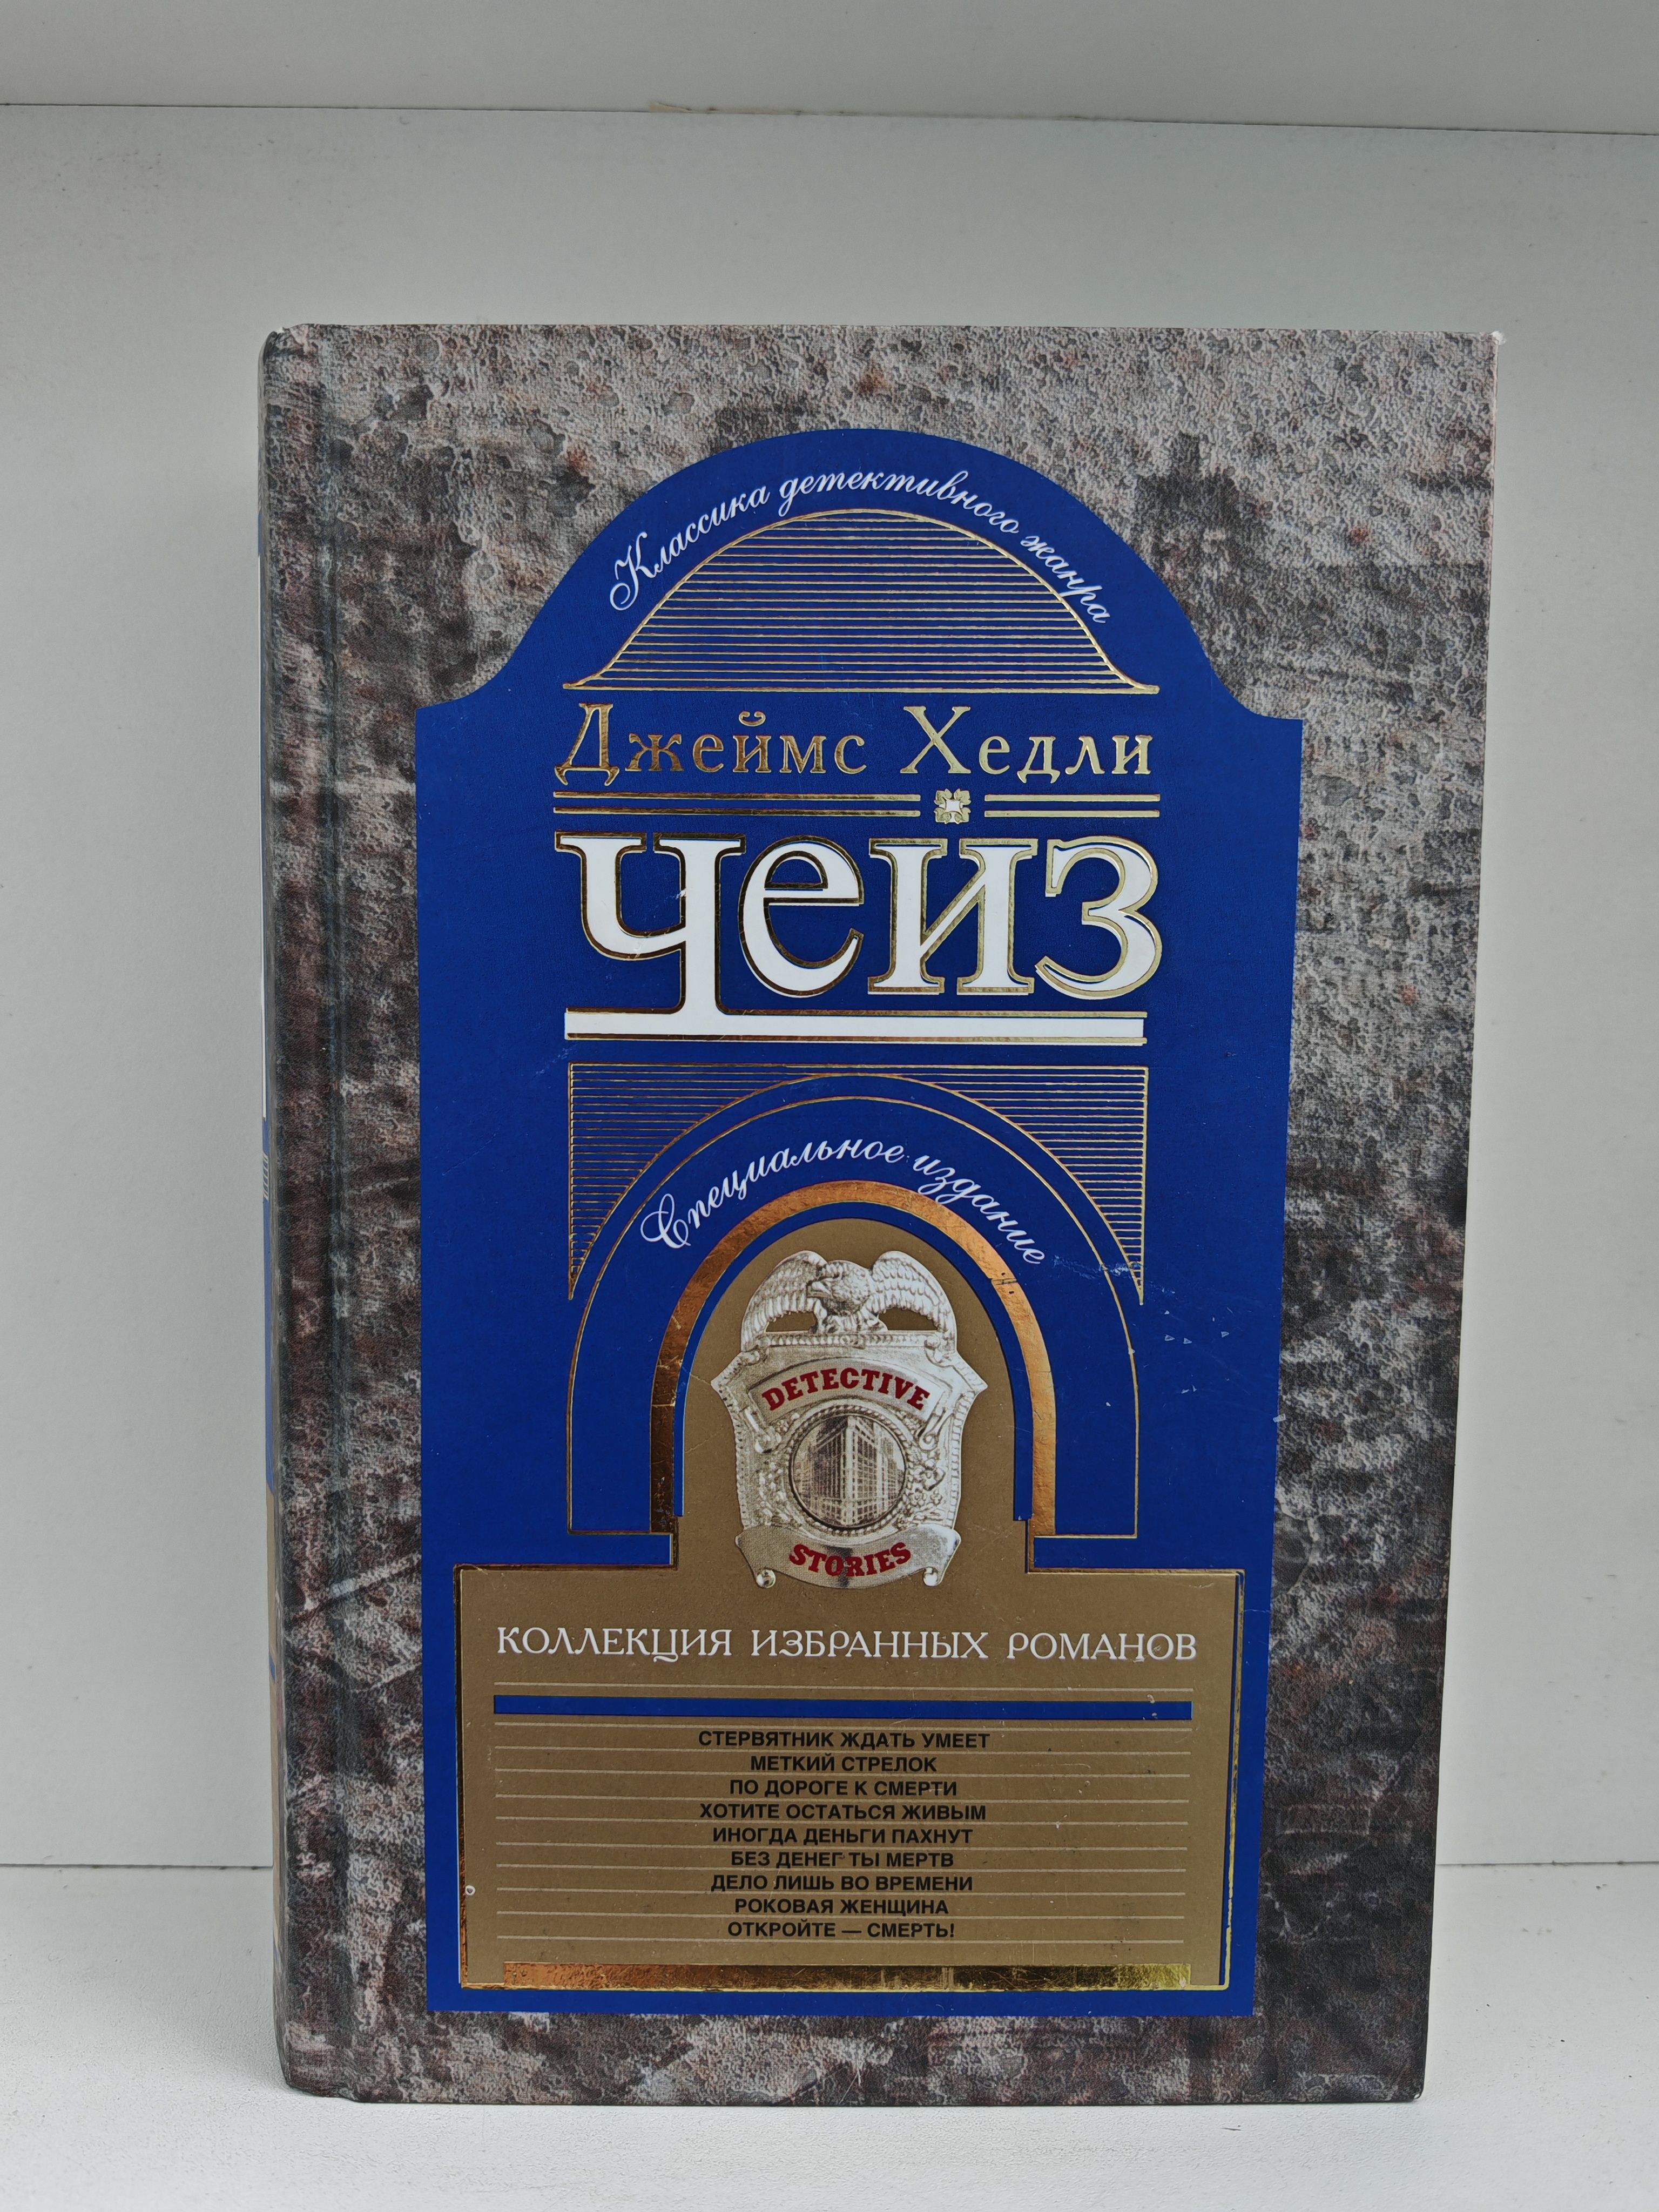 Классика детективного жанра
Джеймс Хедли
Чейз
Специальное издание
DETECTIVE
STORIES
КОЛЛЕКЦИЯ ИЗБРАННЫХ РОМАНОВ
СТЕРВЯТНИК ЖДАТЬ УМЕЕТ
МЕТКИЙ СТРЕЛОК
ПО ДОРОГЕ К СМЕРТИ
ХОТИТЕ ОСТАТЬСЯ ЖИВЫМ
ИНОГДА ДЕНЬГИ ПАХНУТ
БЕЗ ДЕНЕГ ТЫ МЕРТВ
ДЕЛО ЛИШЬ ВО ВРЕМЕНИ
РОКОВАЯ ЖЕНЩИНА
ОТКРОЙТЕ — СМЕРТЬ!